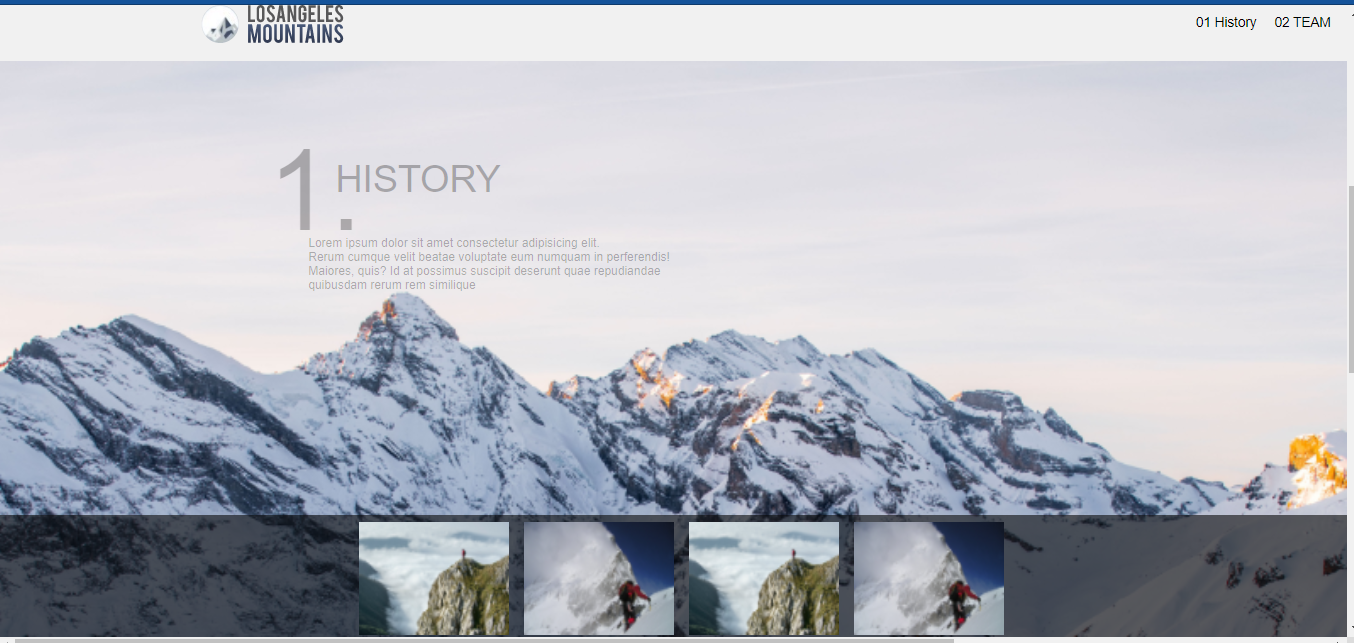 LOSANGELES
MOUNTAINS
01 History
02 TEAM
1.
HISTORY
Lorem ipsum dolor sit amet consectetur adipisicing elit.
Rerum cumque velit beatae voluptate eum numquam in perferendis!
Maiores, quis? Id at possimus suscipit deserunt quae repudiandae
quibusdam rerum rem similique